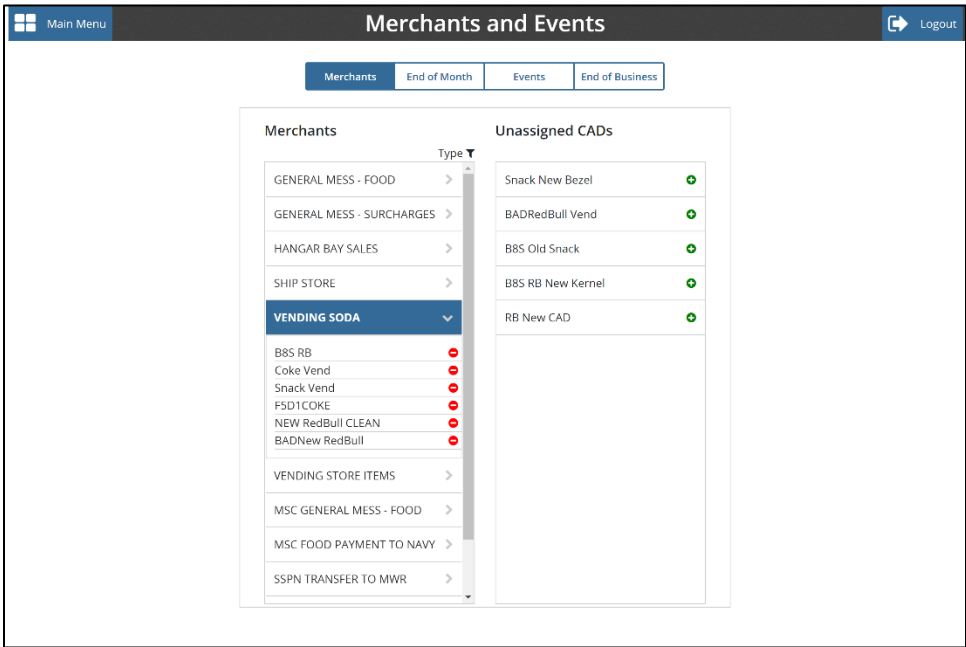 Main Menu
Merchants and Events
Logout
Merchants
End of Month
Events
End of Business
Merchants
Type
GENERAL MESS - FOOD
GENERAL MESS - SURCHARGES
HANGAR BAY SALES
SHIP STORE
VENDING SODA
B8S RB
Coke Vend
Snack Vend
F5D1COKE
NEW RedBull CLEAN
BADNew RedBull
VENDING STORE ITEMS
MSC GENERAL MESS - FOOD
MSC FOOD PAYMENT TO NAVY
SSPN TRANSFER TO MWR
Unassigned CADs
Snack New Bezel
BADRedBull Vend
B8S Old Snack
B8S RB New Kernel
RB New CAD